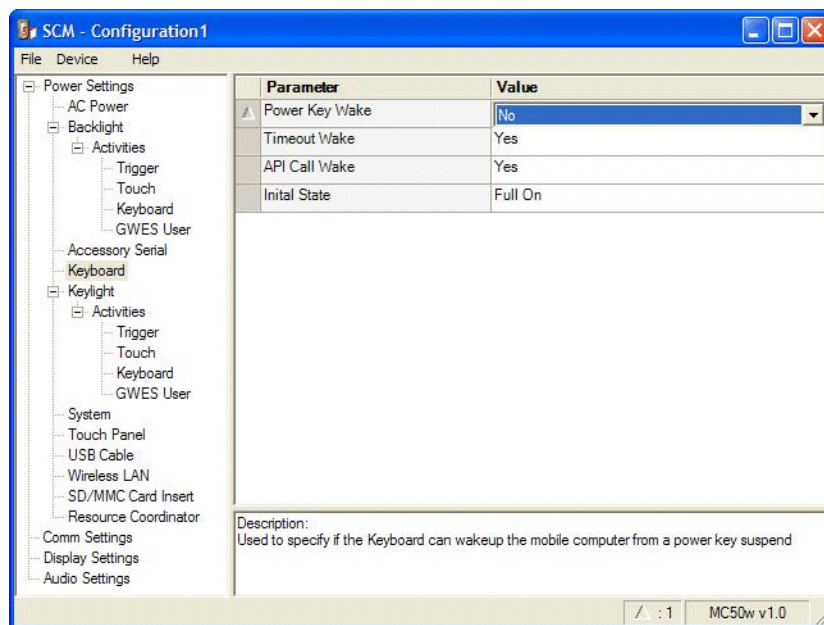 SCM - Configuration1
File Device Help
Power Settings
AC Power
Backlight
Activities
Trigger
Touch
Keyboard
GWES User
Accessory Serial
Keyboard
Keylight
Activities
Trigger
Touch
Keyboard
GWES User
System
Touch Panel
USB Cable
Wireless LAN
SD/MMC Card Insert
Resource Coordinator
Comm Settings
Display Settings
Audio Settings
Parameter Value
Power Key Wake No
Timeout Wake Yes
API Call Wake Yes
Inital State Full On
Description:
Used to specify if the Keyboard can wakeup the mobile computer from a power key suspend
: 1 MC50w v1.0